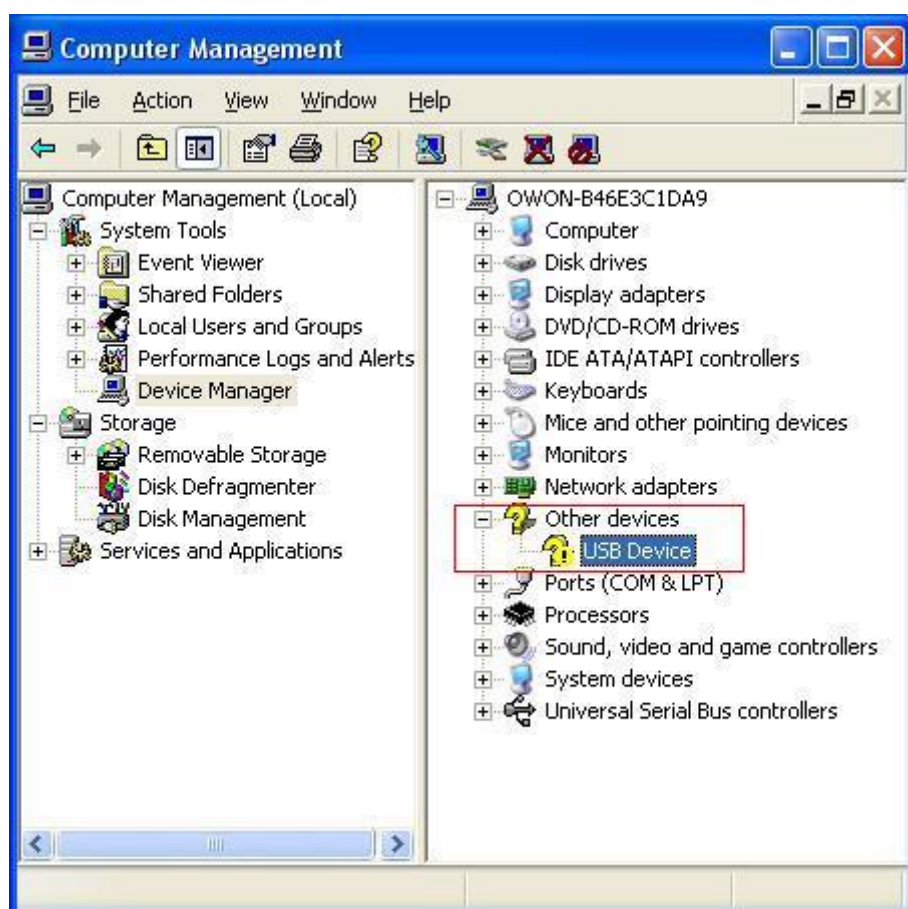 Computer Management
File Action View Window Help
Computer Management (Local)
System Tools
Event Viewer
Shared Folders
Local Users and Groups
Performance Logs and Alerts
Device Manager
Storage
Removable Storage
Disk Defragmenter
Disk Management
Services and Applications
OWON-B46E3C1DA9
Computer
Disk drives
Display adapters
DVD/CD-ROM drives
IDE ATA/ATAPI controllers
Keyboards
Mice and other pointing devices
Monitors
Network adapters
Other devices
USB Device
Ports (COM & LPT)
Processors
Sound, video and game controllers
System devices
Universal Serial Bus controllers